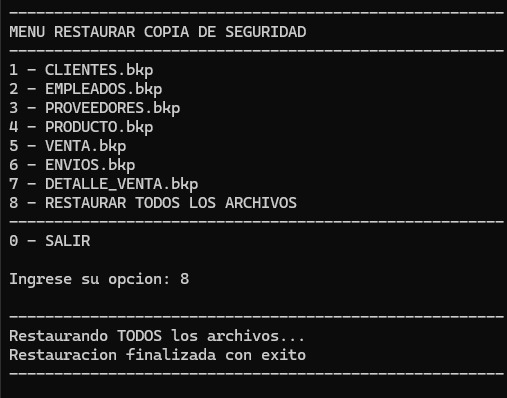 MENU RESTAURAR COPIA DE SEGURIDAD
1 - CLIENTES.bkp
2 - EMPLEADOS.bkp
3 - PROVEEDORES.bkp
4 - PRODUCTO.bkp
5 - VENTA.bkp
6 - ENVIOS.bkp
7 - DETALLE_VENTA.bkp
8 - RESTAURAR TODOS LOS ARCHIVOS
0 - SALIR
Ingrese su opcion: 8
Restaurando TODOS los archivos...
Restauracion finalizada con exito